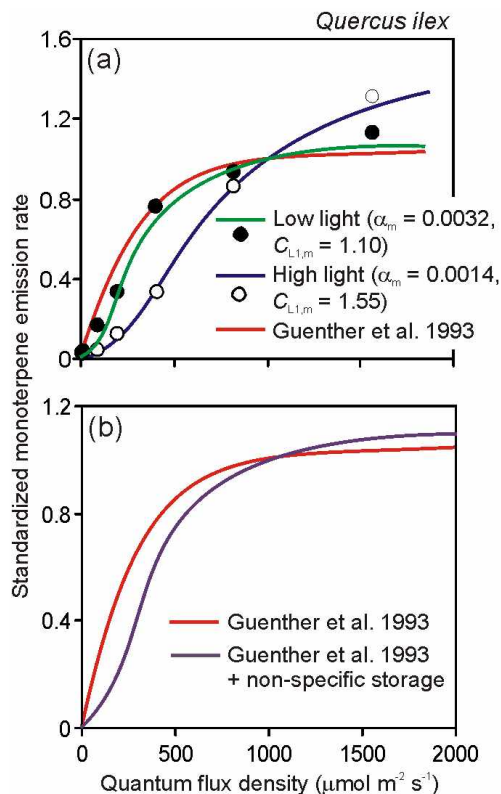 Quercus ilex
(a)
1.6
1.2
0.8
0.4
0
Low light (αm = 0.0032,
CL1,m = 1.10)
High light (αm = 0.0014,
CL1,m = 1.55)
Guenther et al. 1993
Standardized monoterpene emission rate
(b)
1.2
0.8
0.4
0
Guenther et al. 1993
Guenther et al. 1993
+ non-specific storage
0 500 1000 1500 2000
Quantum flux density (μmol m-2 s-1)